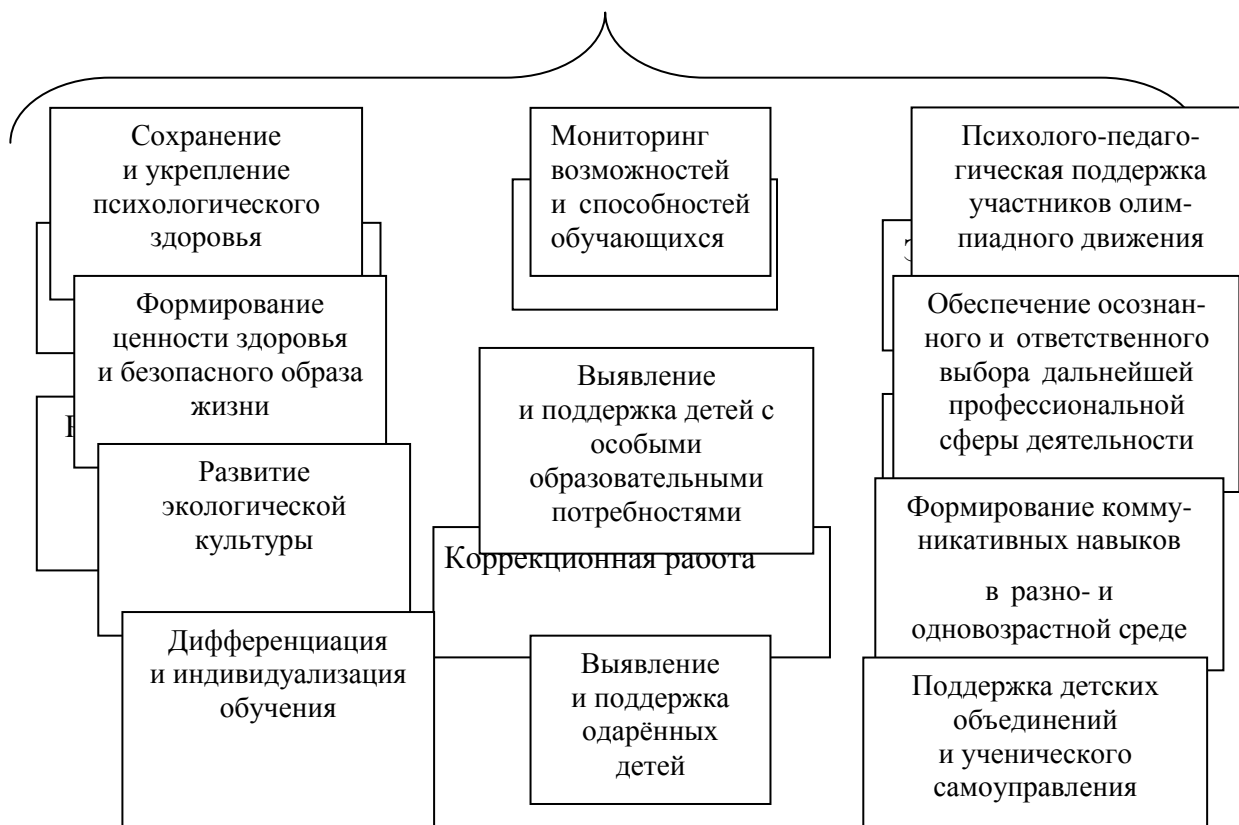 Сохранение
и укрепление
психологического
здоровья
Формирование
ценности здоровья
и безопасного образа
жизни
Развитие
экологической
культуры
Дифференциация
и индивидуализация
обучения
Мониторинг
возможностей
и способностей
обучающихся
Выявление
и поддержка детей с
особыми
образовательными
потребностями
Коррекционная работа
Выявление
и поддержка
одарённых
детей
Психолого-педаго-
гическая поддержка
участников олим-
пиадного движения
Обеспечение осознан-
ного и ответственного
выбора дальнейшей
профессиональной
сферы деятельности
Формирование комму-
никативных навыков
в разно- и
одновозрастной среде
Поддержка детских
объединений
и ученического
самоуправления